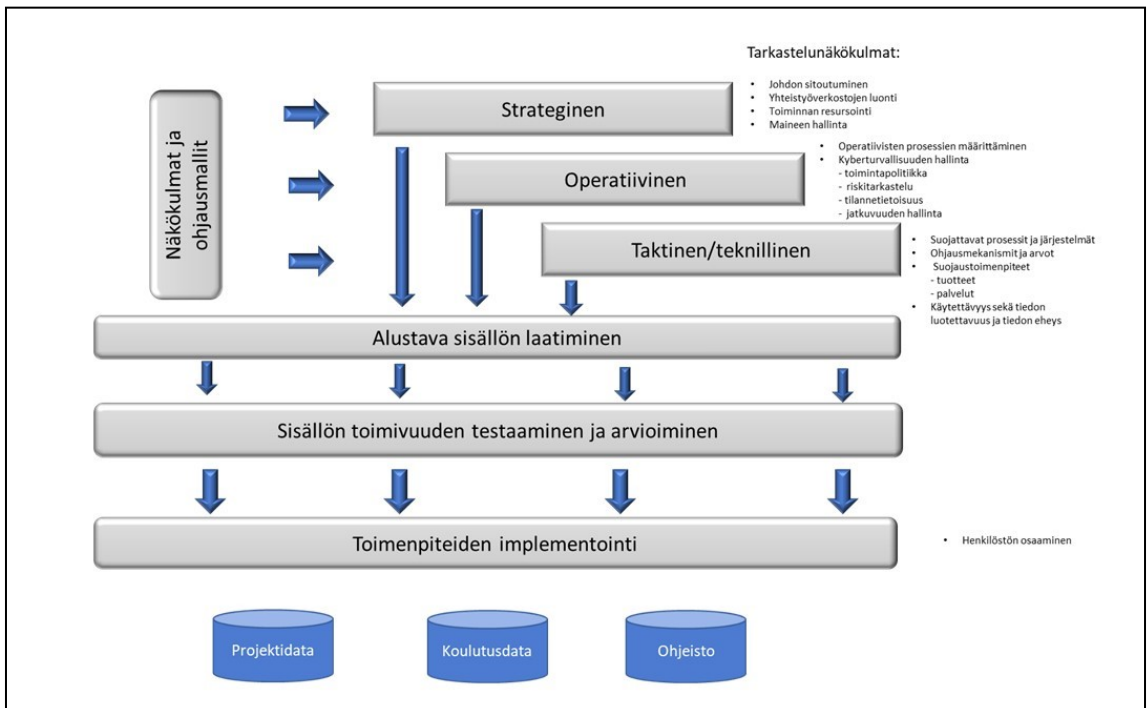 Tarkastelunäkökulmat:
Näkökulmat ja
ohjausmallit
Strateginen
• Johdon sitoutuminen
• Yhteistyöverkostojen luonti
• Toiminnan resursointi
• Maineen hallinta
Operatiivinen
• Operatiivisten prosessien määrittäminen
• Kyberturvallisuuden hallinta
- toimintapolitiikka
- riskitarkastelu
- tilannetietoisuus
- jatkuvuuden hallinta
Taktinen/teknillinen
• Suojattavat prosessit ja järjestelmät
• Ohjausmekanismit ja arvot
• Suojaustoimenpiteet
- tuotteet
- palvelut
• Käytettävyys sekä tiedon
luotettavuus ja tiedon eheys
Alustava sisällön laatiminen
Sisällön toimivuuden testaaminen ja arvioiminen
Toimenpiteiden implementointi
• Henkilöstön osaaminen
Projektidata
Koulutusdata
Ohjeisto